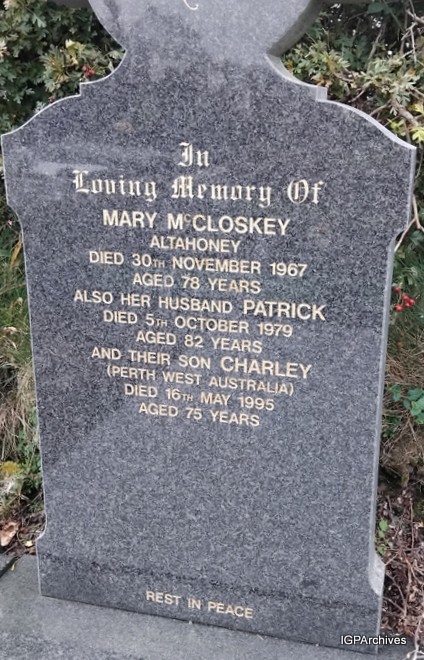 In
Loving Memory Of
MARY McCLOSKEY
ALTAHONEY
DIED 30TH NOVEMBER 1967
AGED 78 YEARS
ALSO HER HUSBAND PATRICK
DIED 5TH OCTOBER 1979
AGED 82 YEARS
AND THEIR SON CHARLEY
(PERTH WEST AUSTRALIA)
DIED 16TH MAY 1995
AGED 75 YEARS
REST IN PEACE
IGPArchives